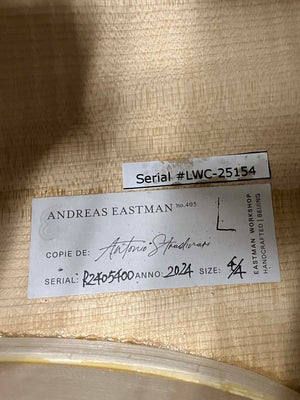 Serial #LWC-25154
ANDREAS EASTMAN no.405
L
COPIE DE: Antonio Stradivari
SERIAL: R2405400 ANNO: 2024 SIZE: 4/4
EASTMAN WORKSHOP
HANDCRAFTED | BEIJING